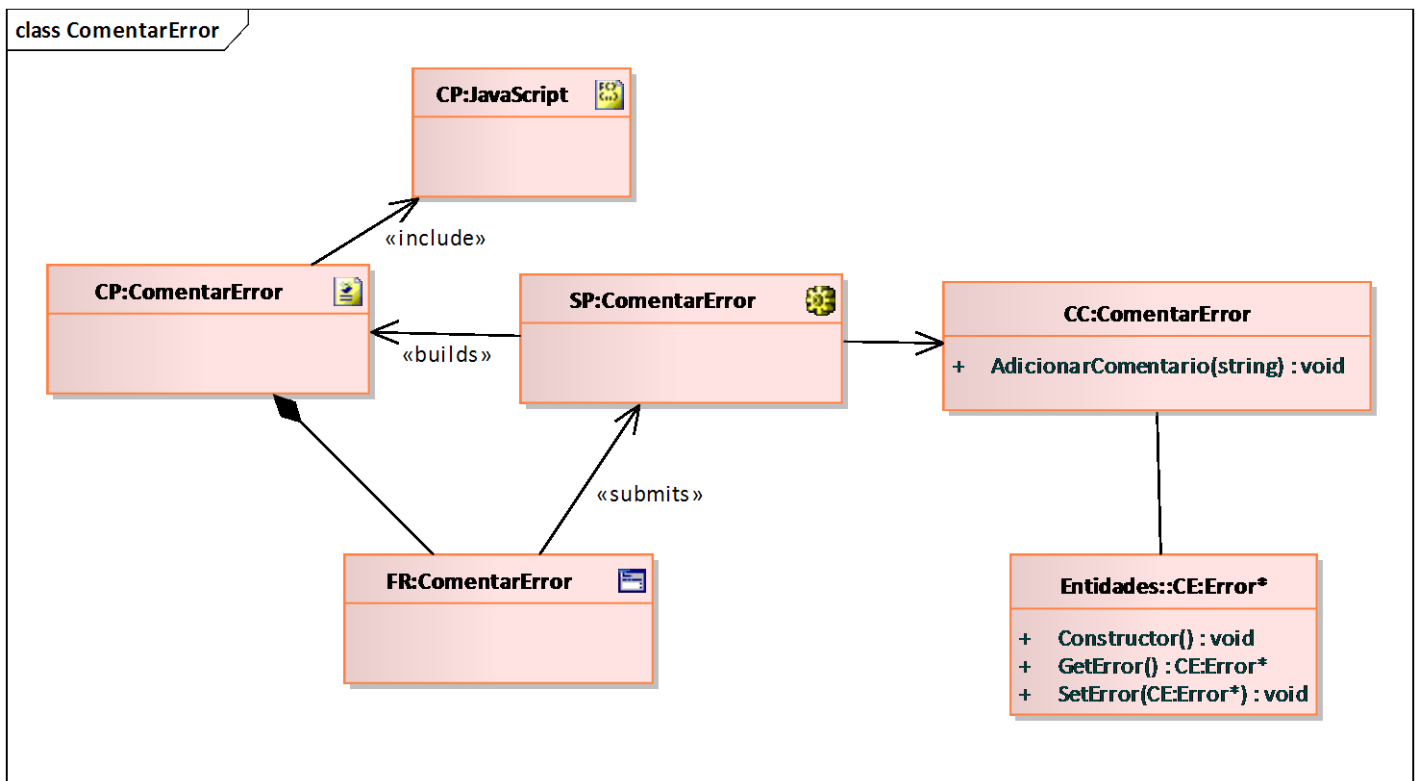 class ComentarError
CP:JavaScript
«include»
CP:ComentarError
SP:ComentarError
CC:ComentarError
+ AdicionarComentario(string) : void
«builds»
«submits»
FR:ComentarError
Entidades::CE:Error*
+ Constructor() : void
+ GetError() : CE:Error*
+ SetError(CE:Error*) : void